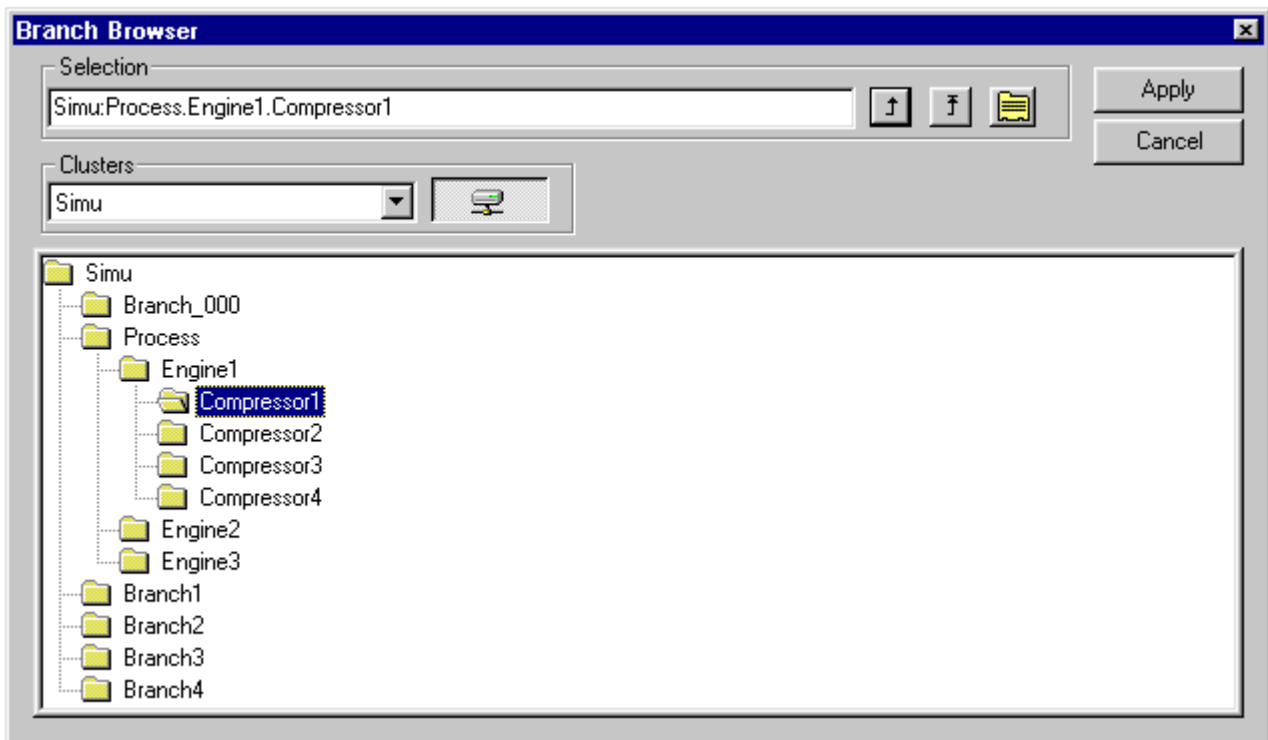 Branch Browser
Selection
Simu:Process.Engine1.Compressor1
Apply
Cancel
Clusters
Simu
Simu
Branch_000
Process
Engine1
Compressor1
Compressor2
Compressor3
Compressor4
Engine2
Engine3
Branch1
Branch2
Branch3
Branch4